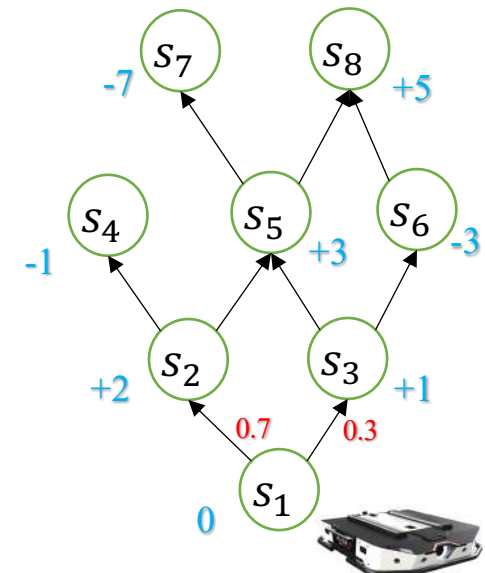 s₇ s₈
-7 +5
s₄ s₅ s₆
-1 +3 -3
s₂ s₃
+2 +1
0.7 0.3
s₁
0